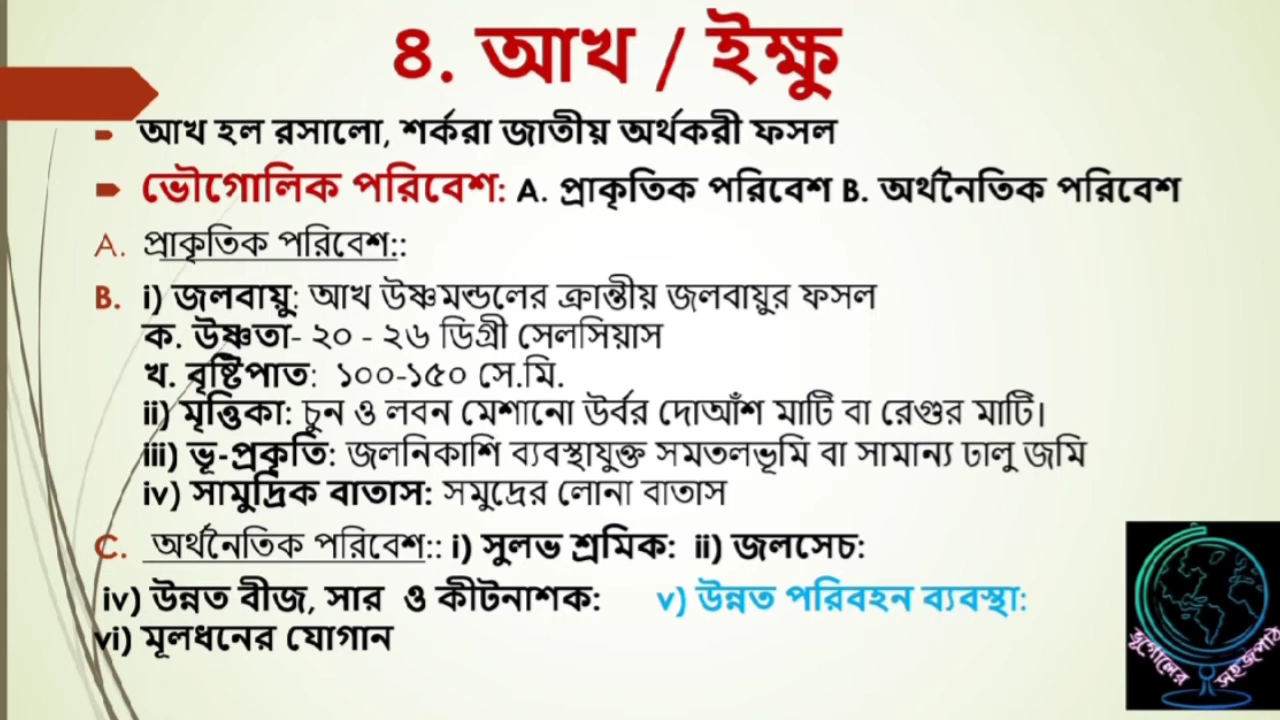 ৪. আখ / ইক্ষু
আখ হল রসালো, শর্করা জাতীয় অর্থকরী ফসল
ভৌগোলিক পরিবেশ: A. প্রাকৃতিক পরিবেশ B. অর্থনৈতিক পরিবেশ
A. প্রাকৃতিক পরিবেশ::
B. i) জলবায়ু: আখ উষ্ণমন্ডলের ক্রান্তীয় জলবায়ুর ফসল
ক. উষ্ণতা- ২০ - ২৬ ডিগ্রী সেলসিয়াস
খ. বৃষ্টিপাত: ১০০-১৫০ সে.মি.
ii) মৃত্তিকা: চুন ও লবন মেশানো উর্বর দোআঁশ মাটি বা রেগুর মাটি।
iii) ভূ-প্রকৃতি: জলনিকাশি ব্যবস্থাযুক্ত সমতলভূমি বা সামান্য ঢালু জমি
iv) সামুদ্রিক বাতাস: সমুদ্রের লোনা বাতাস
C. অর্থনৈতিক পরিবেশ:: i) সুলভ শ্রমিক: ii) জলসেচ:
iv) উন্নত বীজ, সার ও কীটনাশক: v) উন্নত পরিবহন ব্যবস্থা:
vi) মূলধনের যোগান
ভূগোলের সহজপাঠ